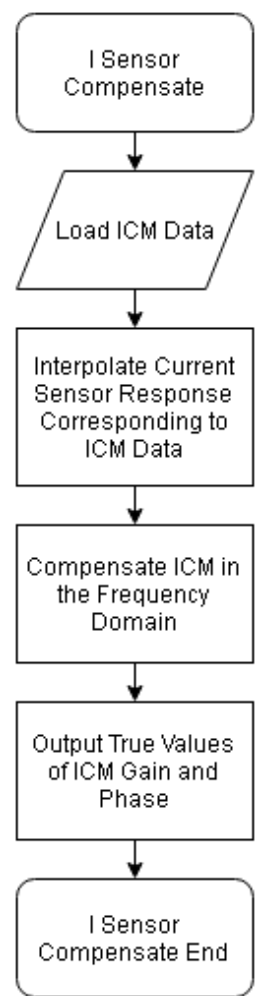 I Sensor
Compensate
Load ICM Data
Interpolate Current
Sensor Response
Corresponding to
ICM Data
Compensate ICM in
the Frequency
Domain
Output True Values
of ICM Gain and
Phase
I Sensor
Compensate End